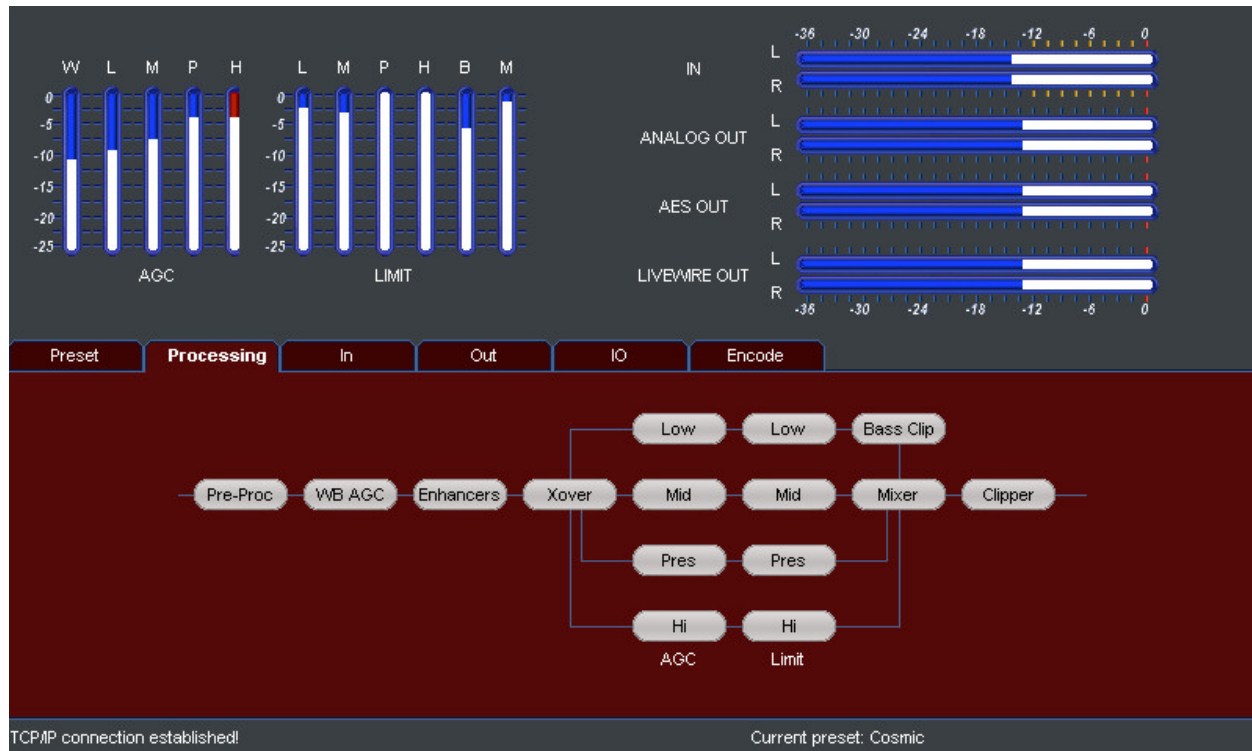 -36 -30 -24 -18 -12 -6 0
W L M P H L M P H B M
IN L R
0 -5 -10 -15 -20 -25
0 -5 -10 -15 -20 -25
ANALOG OUT L R
AES OUT L R
LIVEWIRE OUT L R
AGC LIMIT
-36 -30 -24 -18 -12 -6 0
Preset Processing In Out IO Encode
Low Low Bass Clip
Pre-Proc WB AGC Enhancers Xover Mid Mid Mixer Clipper
Pres Pres
Hi Hi
AGC Limit
TCP/IP connection established! Current preset: Cosmic